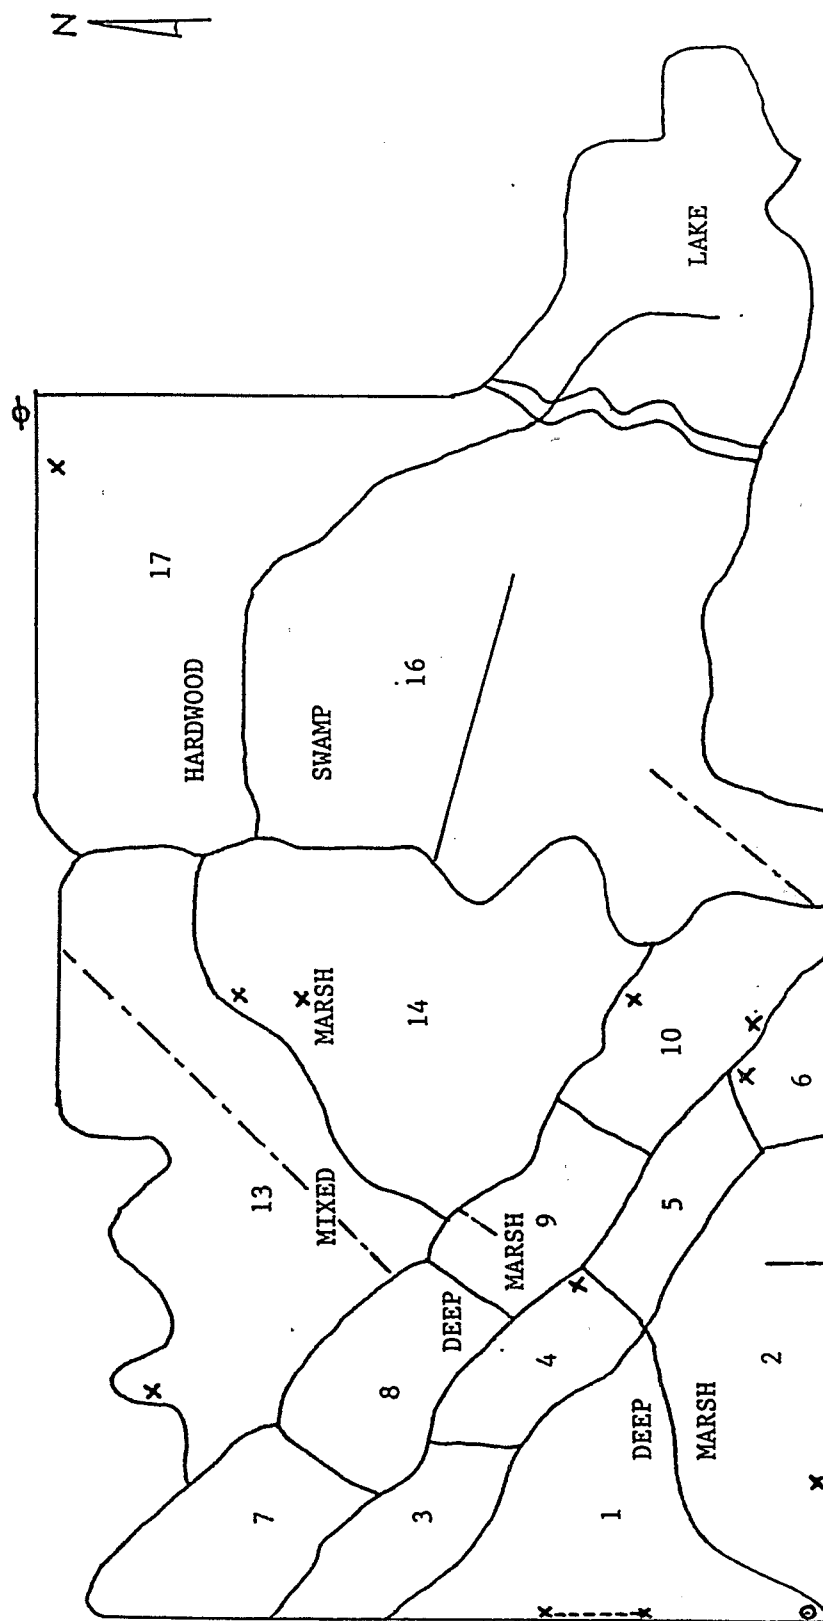 N
17
HARDWOOD
13
7
MIXED
MARSH
SWAMP
8
3
14
16
DEEP
MARSH
9
4
1
DEEP
MARSH
5
10
LAKE
2
6